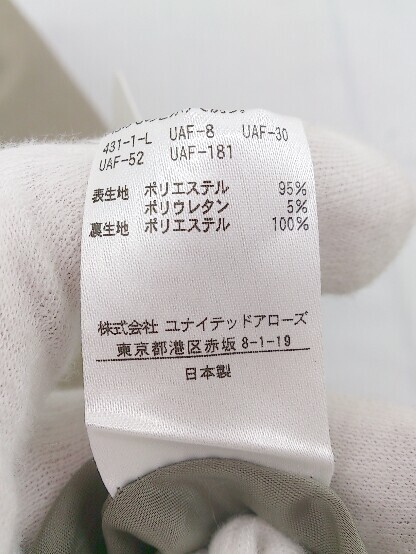 431-1-L UAF-8 UAF-30
UAF-52 UAF-181
表生地 ポリエステル 95%
ポリウレタン 5%
裏生地 ポリエステル 100%
株式会社 ユナイテッドアローズ
東京都港区赤坂 8-1-19
日本製